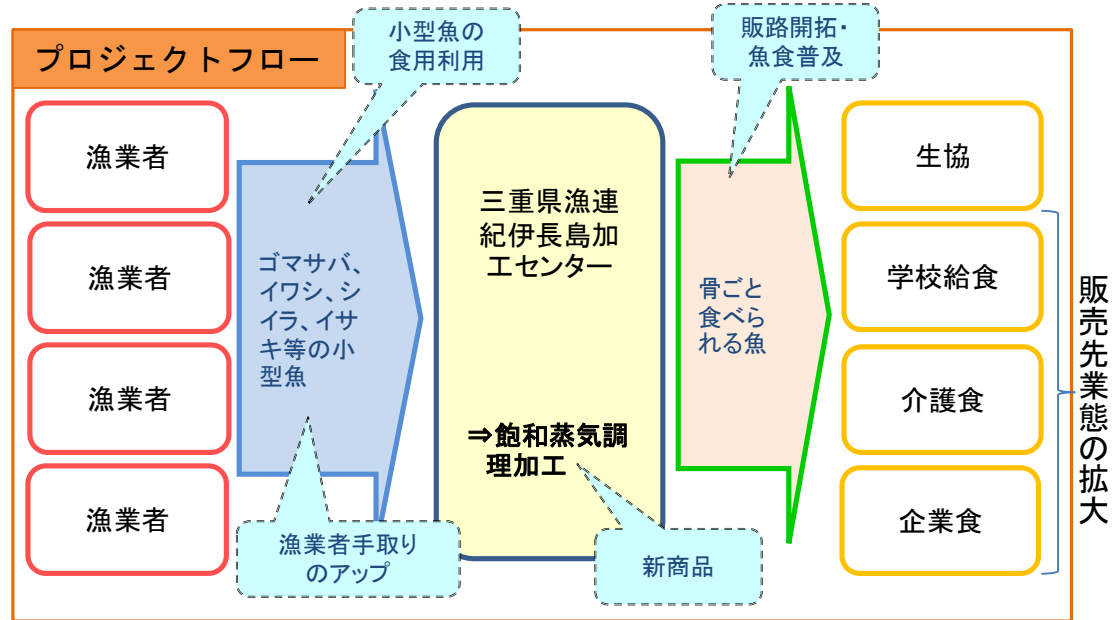 プロジェクトフロー
小型魚の
食用利用
販路開拓・
魚食普及
漁業者
漁業者
漁業者
漁業者
ゴマサバ、
イワシ、シ
イラ、イサ
キ等の小
型魚
漁業者手取り
のアップ
三重県漁連
紀伊長島加
工センター
⇒飽和蒸気調
理加工
新商品
骨ごと
食べら
れる魚
生協
学校給食
介護食
企業食
販売先業態の拡大